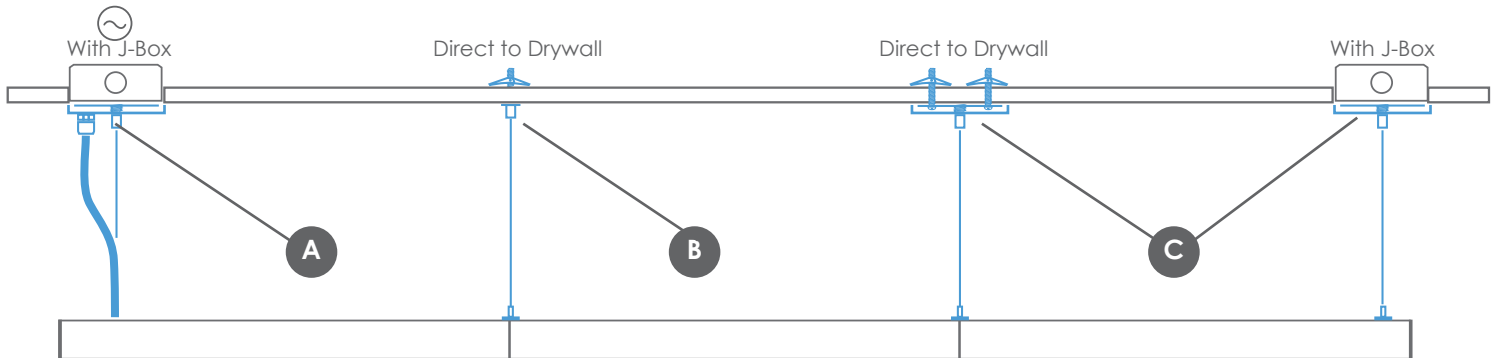 With J-Box
Direct to Drywall
Direct to Drywall
With J-Box
A
B
C